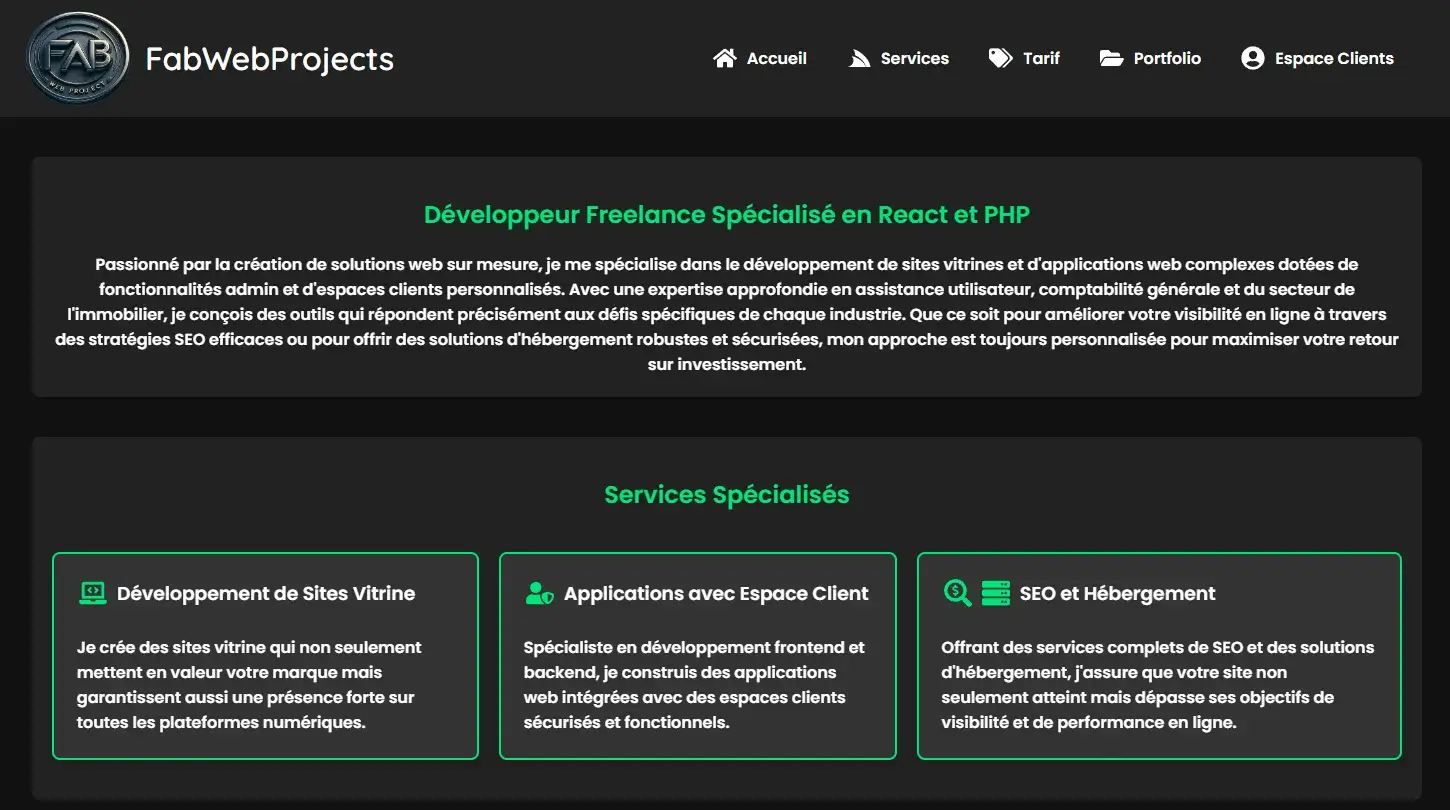 FAB
WEB PROJECT
FabWebProjects
Accueil
Services
Tarif
Portfolio
Espace Clients
Développeur Freelance Spécialisé en React et PHP
Passionné par la création de solutions web sur mesure, je me spécialise dans le développement de sites vitrines et d'applications web complexes dotées de
fonctionnalités admin et d'espaces clients personnalisés. Avec une expertise approfondie en assistance utilisateur, comptabilité générale et du secteur de
l'immobilier, je conçois des outils qui répondent précisément aux défis spécifiques de chaque industrie. Que ce soit pour améliorer votre visibilité en ligne à travers
des stratégies SEO efficaces ou pour offrir des solutions d'hébergement robustes et sécurisées, mon approche est toujours personnalisée pour maximiser votre retour
sur investissement.
Services Spécialisés
Développement de Sites Vitrine
Je crée des sites vitrine qui non seulement
mettent en valeur votre marque mais
garantissent aussi une présence forte sur
toutes les plateformes numériques.
Applications avec Espace Client
Spécialiste en développement frontend et
backend, je construis des applications
web intégrées avec des espaces clients
sécurisés et fonctionnels.
SEO et Hébergement
Offrant des services complets de SEO et des solutions
d'hébergement, j'assure que votre site non
seulement atteint mais dépasse ses objectifs de
visibilité et de performance en ligne.